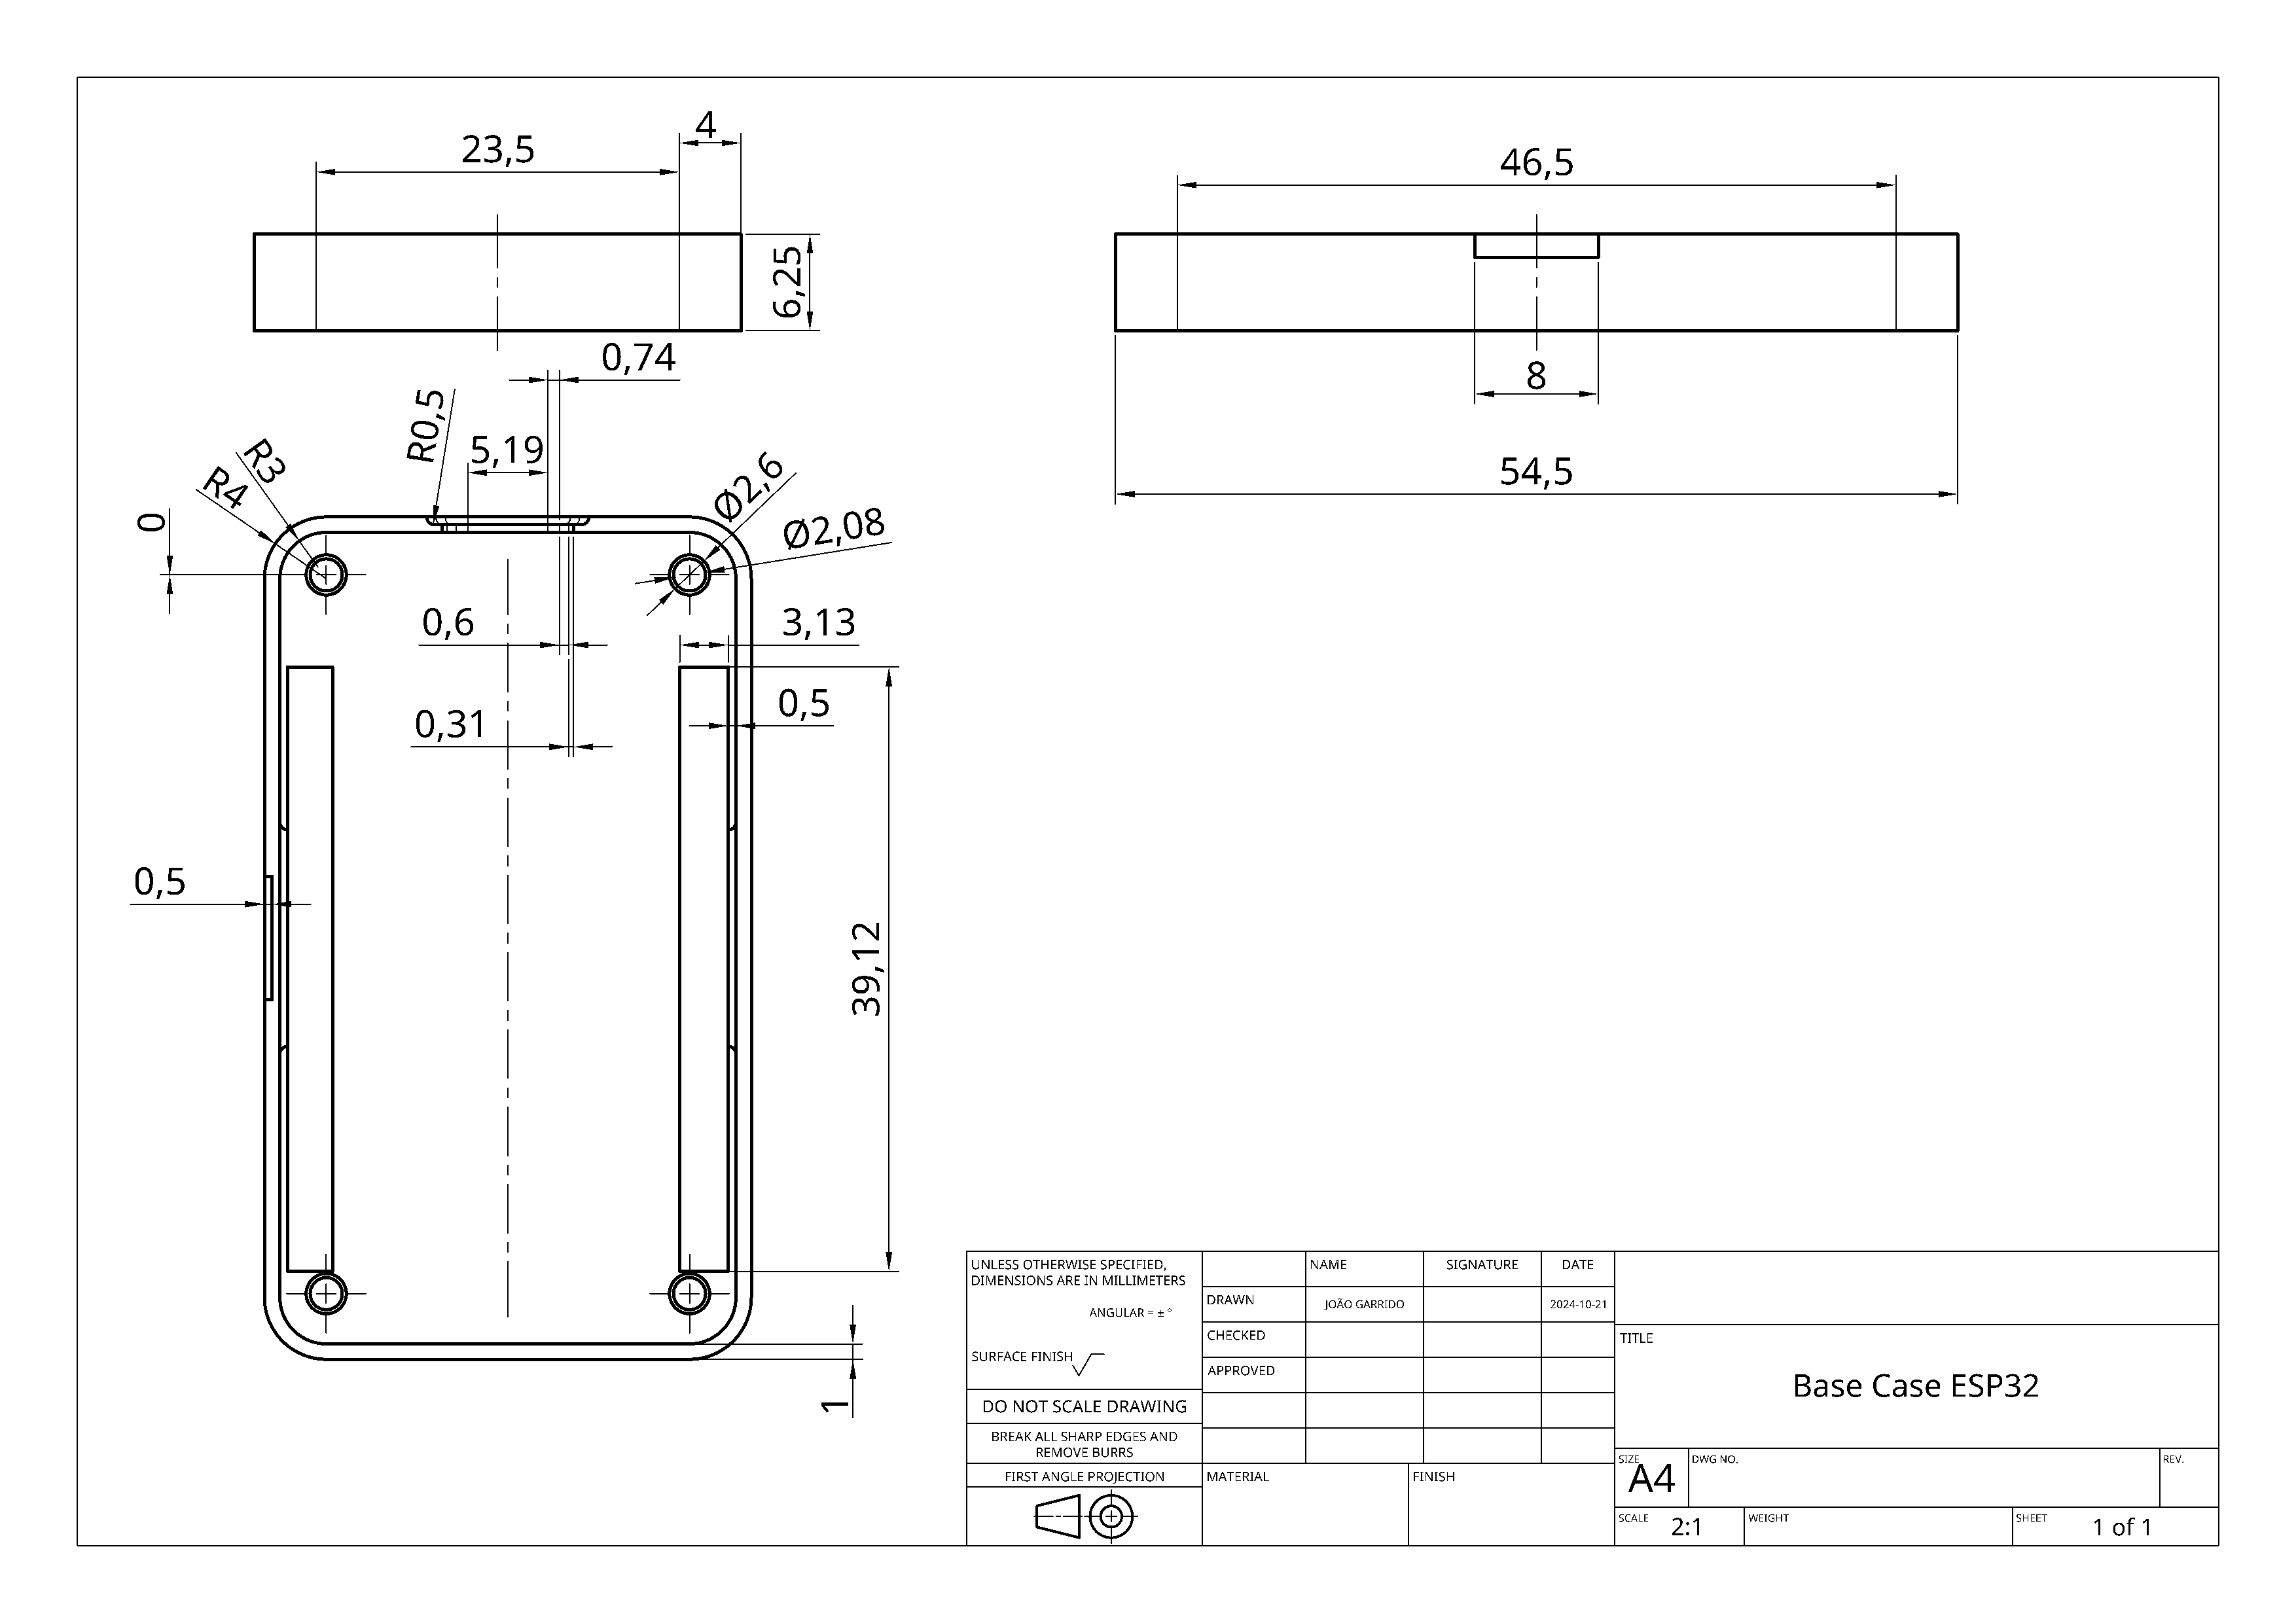 4
23,5
46,5
6,25
0,74
8
R0,5
5,19
R3
R4
54,5
Ø2,6
Ø2,08
0
0,6
3,13
0,5
0,31
0,5
39,12
1
UNLESS OTHERWISE SPECIFIED,
DIMENSIONS ARE IN MILLIMETERS
ANGULAR = ± °
SURFACE FINISH
DO NOT SCALE DRAWING
BREAK ALL SHARP EDGES AND
REMOVE BURRS
FIRST ANGLE PROJECTION
NAME SIGNATURE DATE
DRAWN JOÃO GARRIDO 2024-10-21
CHECKED
APPROVED
MATERIAL FINISH
TITLE
Base Case ESP32
SIZE DWG NO. REV.
A4
SCALE 2:1 WEIGHT SHEET 1 of 1